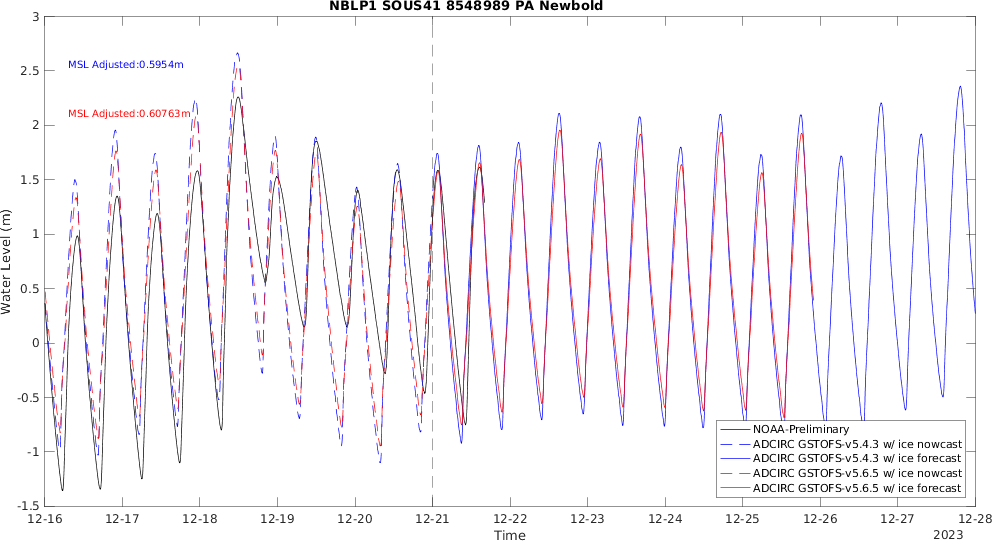 NBLP1 SOUS41 8548989 PA Newbold
3
2.5
2
1.5
1
0.5
0
-0.5
-1
-1.5
Water Level (m)
MSL Adjusted:0.5954m
MSL Adjusted:0.60763m
NOAA-Preliminary
ADCIRC GSTOFS-v5.4.3 w/ ice nowcast
ADCIRC GSTOFS-v5.4.3 w/ ice forecast
ADCIRC GSTOFS-v5.6.5 w/ ice nowcast
ADCIRC GSTOFS-v5.6.5 w/ ice forecast
12-16 12-17 12-18 12-19 12-20 12-21 12-22 12-23 12-24 12-25 12-26 12-27 12-28
Time
2023